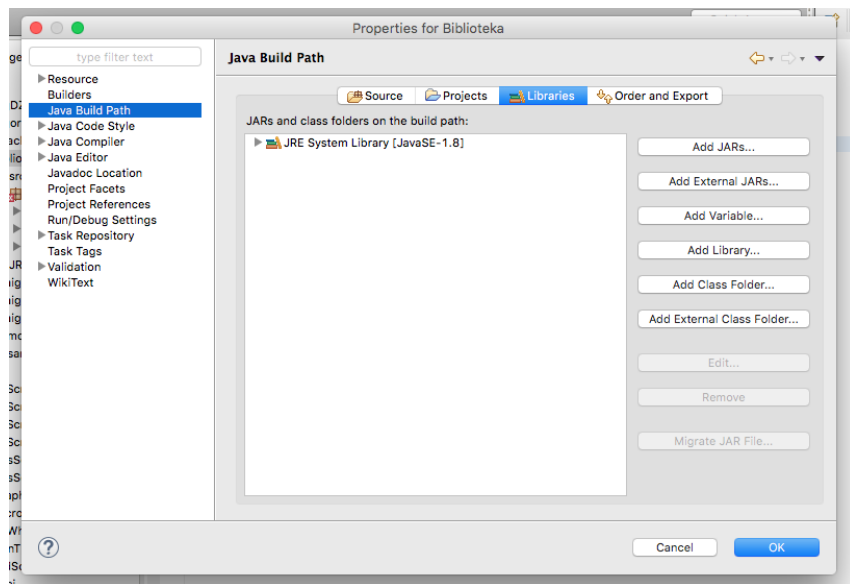 Properties for Biblioteka
type filter text
Resource
Builders
Java Build Path
Java Code Style
Java Compiler
Java Editor
Javadoc Location
Project Facets
Project References
Run/Debug Settings
Task Repository
Task Tags
Validation
WikiText
Java Build Path
Source Projects Libraries Order and Export
JARs and class folders on the build path:
JRE System Library [JavaSE-1.8]
Add JARs...
Add External JARs...
Add Variable...
Add Library...
Add Class Folder...
Add External Class Folder...
Edit...
Remove
Migrate JAR File...
Cancel OK